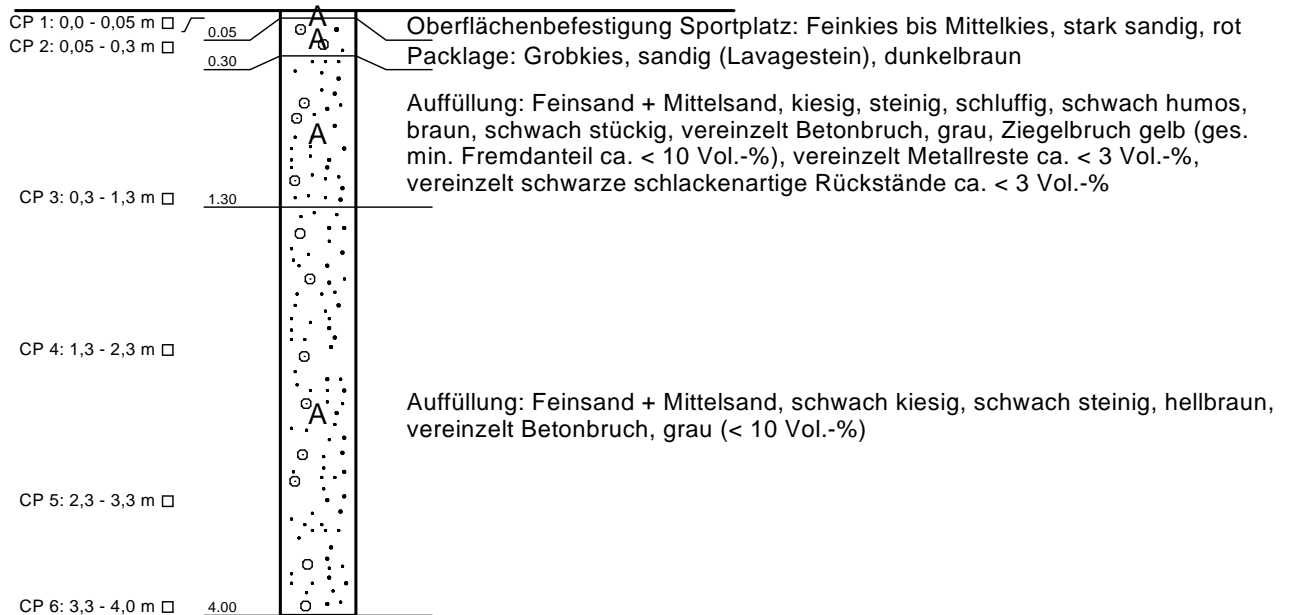 CP 1: 0,0 - 0,05 m
0.05
A
Oberflächenbefestigung Sportplatz: Feinkies bis Mittelkies, stark sandig, rot
CP 2: 0,05 - 0,3 m
0.30
A
Packlage: Grobkies, sandig (Lavagestein), dunkelbraun
A
Auffüllung: Feinsand + Mittelsand, kiesig, steinig, schluffig, schwach humos,
braun, schwach stückig, vereinzelt Betonbruch, grau, Ziegelbruch gelb (ges.
min. Fremdanteil ca. < 10 Vol.-%), vereinzelt Metallreste ca. < 3 Vol.-%,
vereinzelt schwarze schlackenartige Rückstände ca. < 3 Vol.-%
CP 3: 0,3 - 1,3 m
1.30
CP 4: 1,3 - 2,3 m
A
Auffüllung: Feinsand + Mittelsand, schwach kiesig, schwach steinig, hellbraun,
vereinzelt Betonbruch, grau (< 10 Vol.-%)
CP 5: 2,3 - 3,3 m
CP 6: 3,3 - 4,0 m
4.00